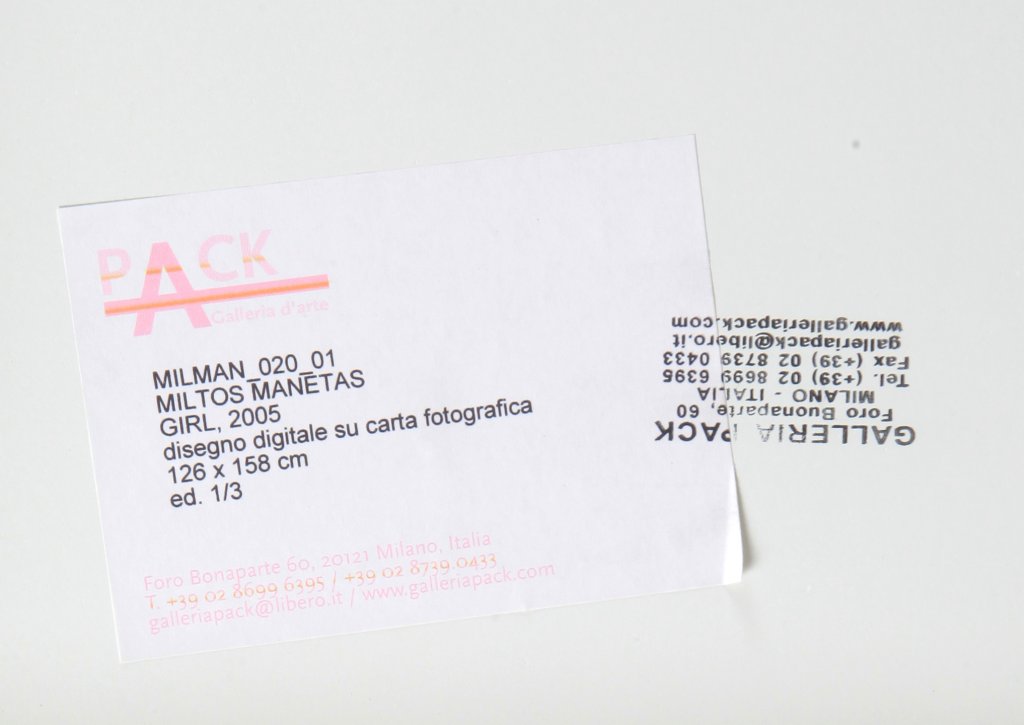 PACK
Galleria d'arte
MILMAN_020_01
MILTOS MANETAS
GIRL, 2005
disegno digitale su carta fotografica
126 x 158 cm
ed. 1/3
Foro Bonaparte 60, 20121 Milano, Italia
T. +39 02 8699 6395 / +39 02 8739 0433
galleriapack@libero.it / www.galleriapack.com
GALLERIA PACK
Foro Buonaparte, 60
MILANO - ITALIA
Tel. (+39) 02 8699 6395
Fax (+39) 02 8739 0433
galleriapack@libero.it
www.galleriapack.com